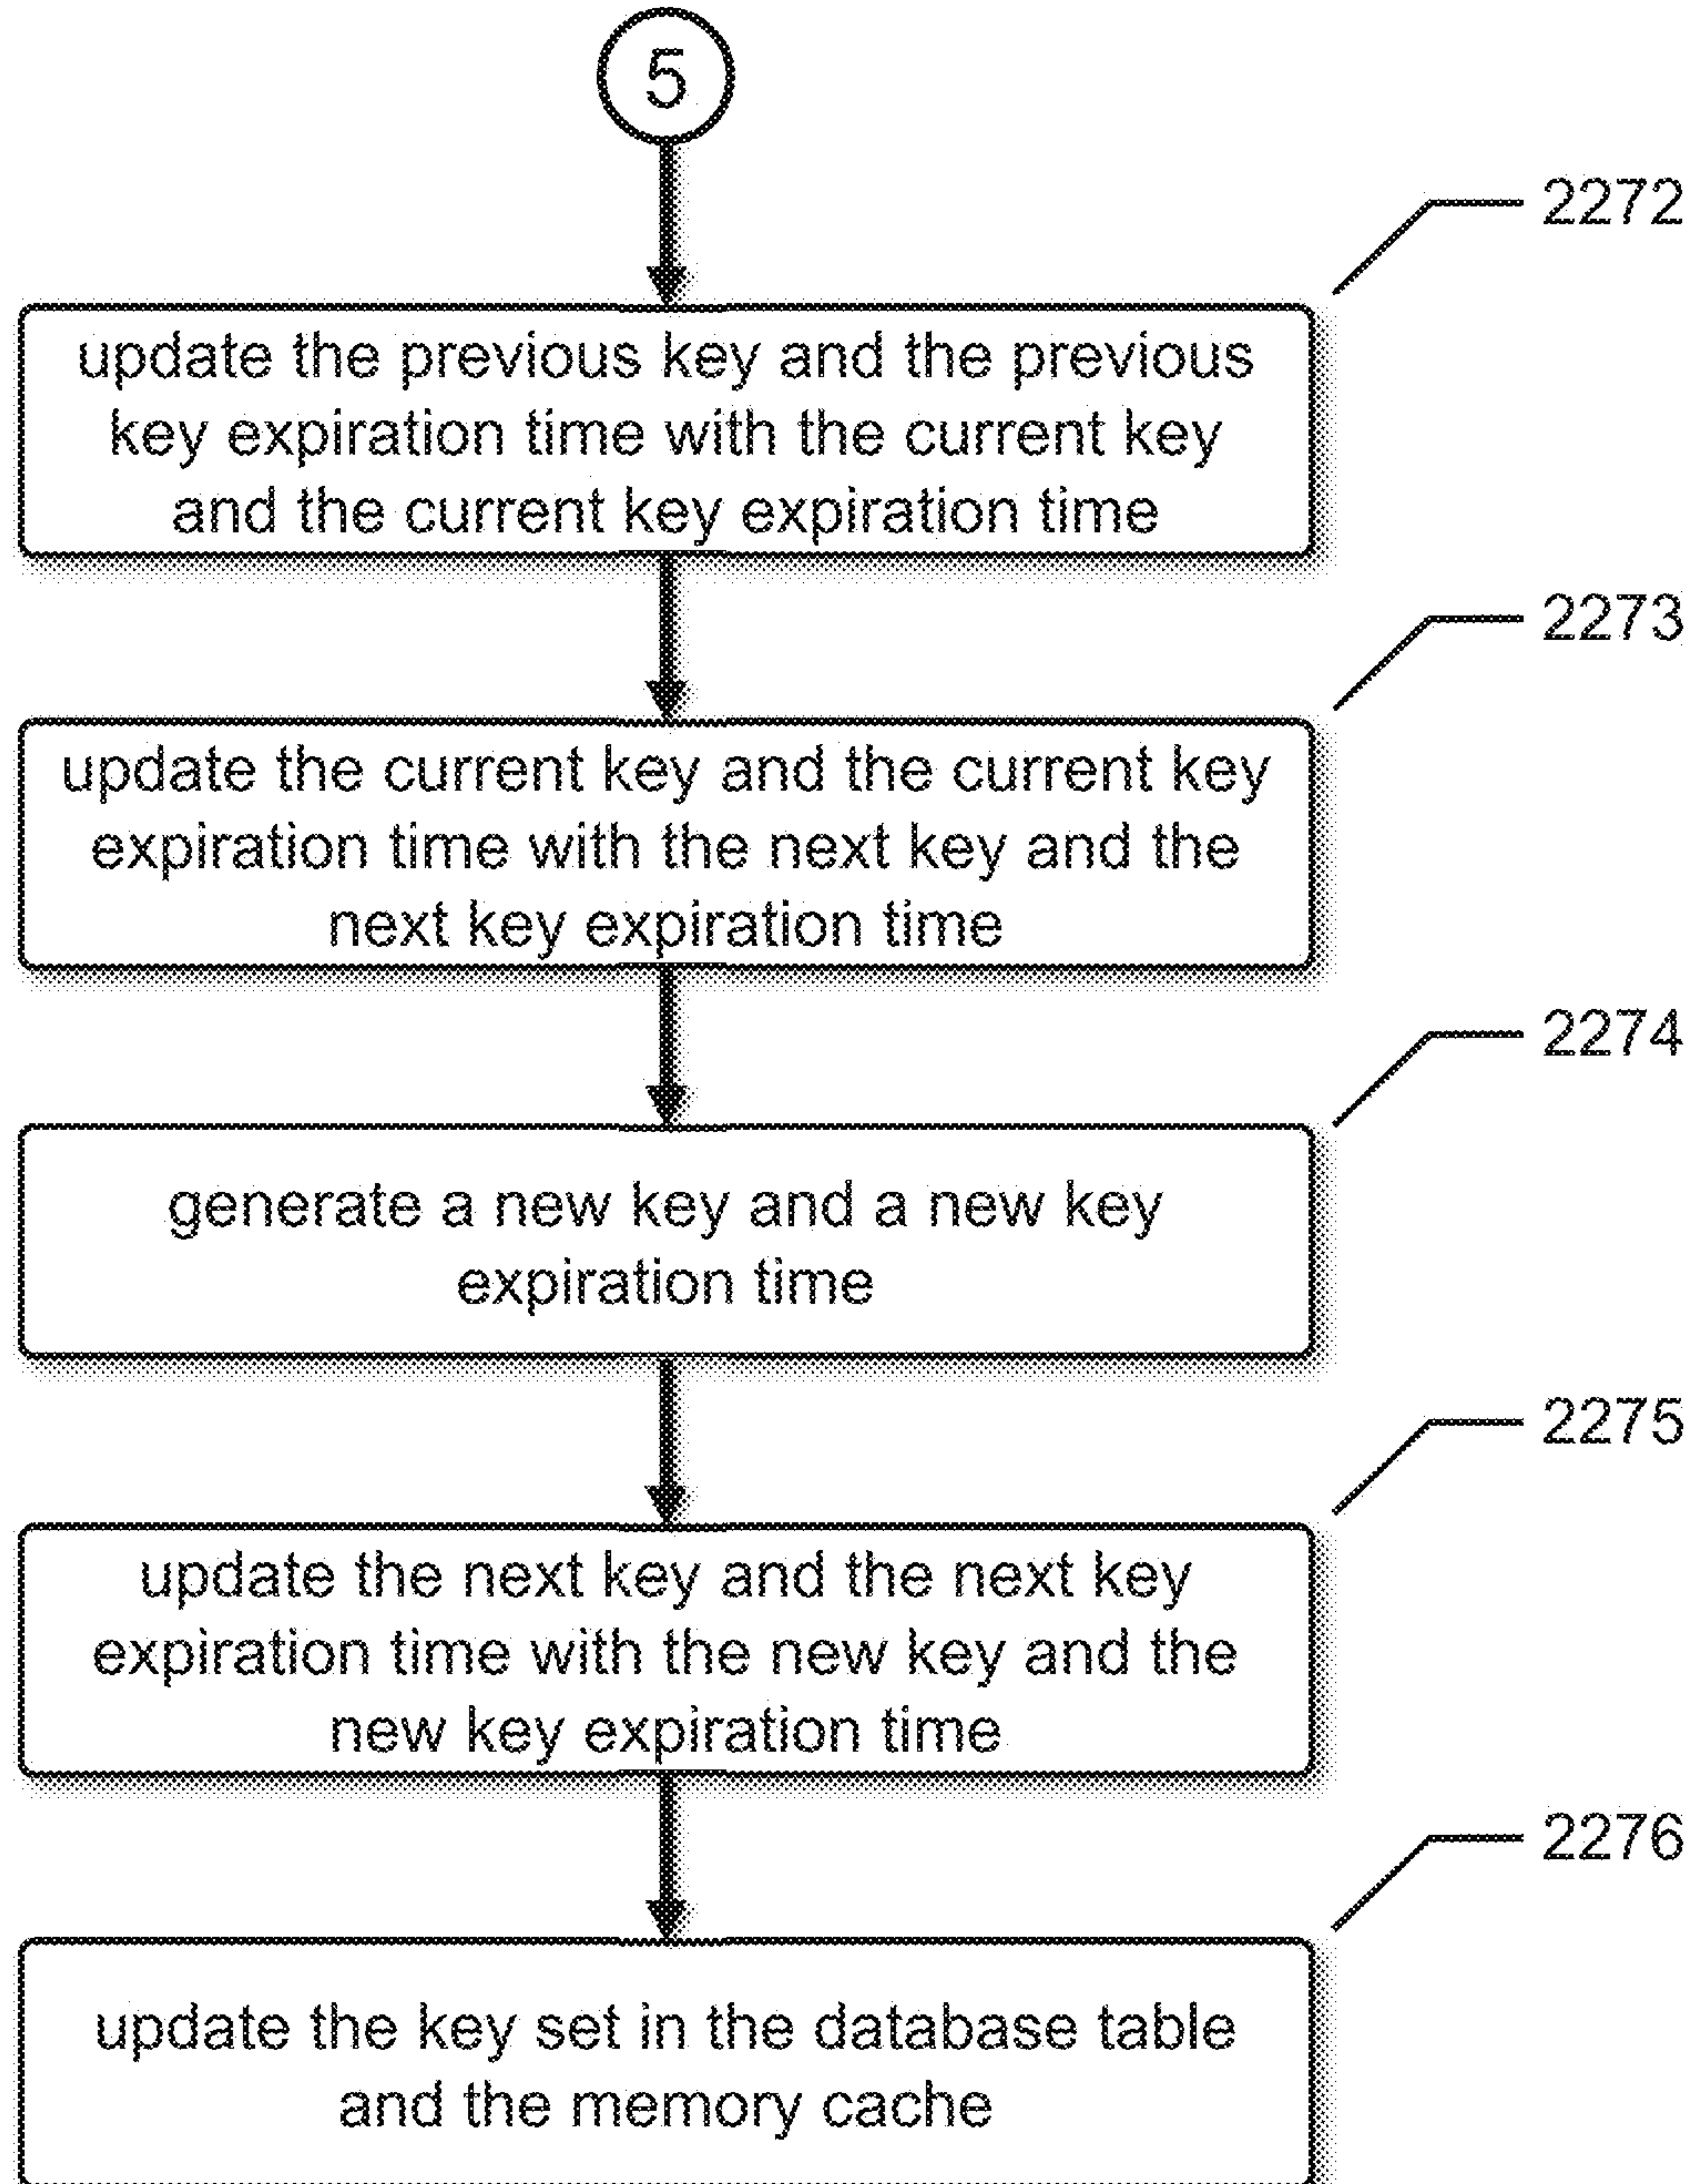 5
2272
update the previous key and the previous
key expiration time with the current key
and the current key expiration time
2273
update the current key and the current key
expiration time with the next key and the
next key expiration time
2274
generate a new key and a new key
expiration time
2275
update the next key and the next key
expiration time with the new key and the
new key expiration time
2276
update the key set in the database table
and the memory cache